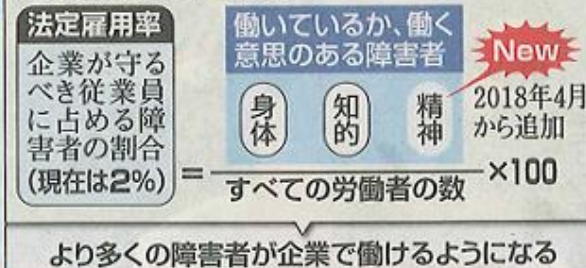 法定雇用率
企業が守る
べき従業員
に占める障
害者の割合
(現在は2%)
=
働いているか、働く
意思のある障害者
身体
知的
精神
New
2018年4月
から追加
すべての労働者の数
×100
より多くの障害者が企業で働けるようになる